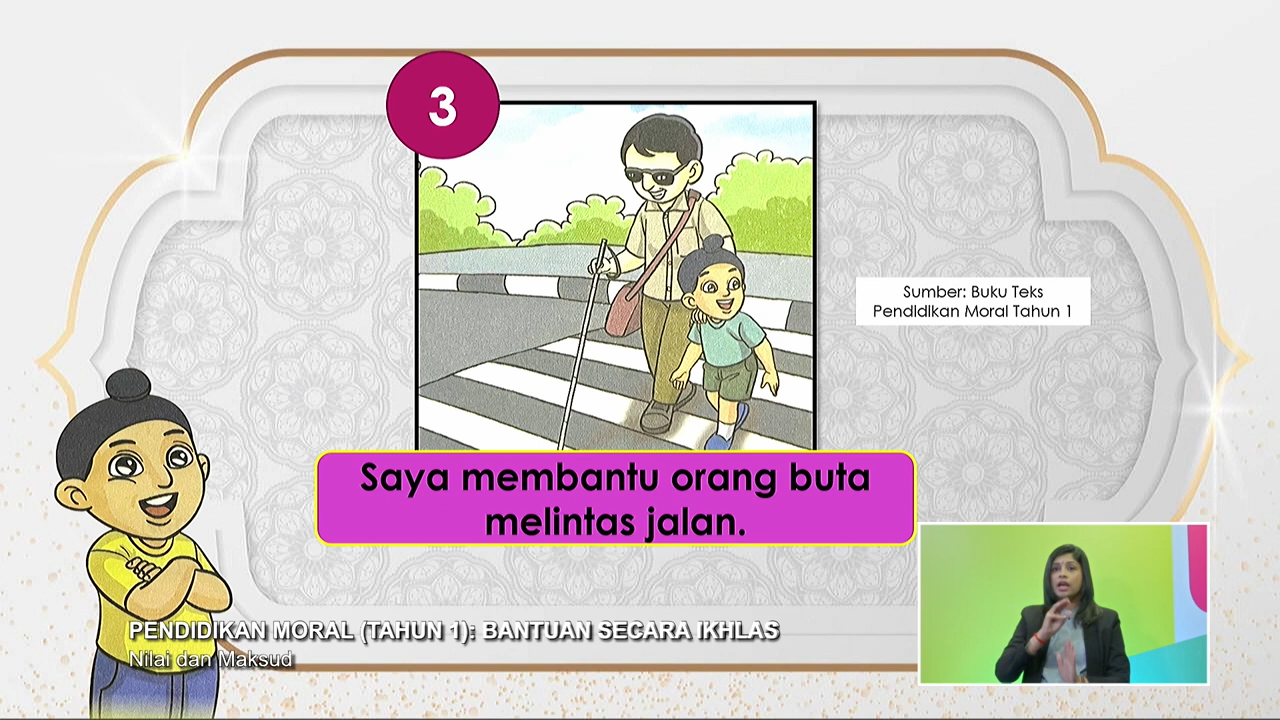 3
Sumber: Buku Teks
Pendidikan Moral Tahun 1
Saya membantu orang buta
melintas jalan.
PENDIDIKAN MORAL (TAHUN 1): BANTUAN SECARA IKHLAS
Nilai dan Maksud